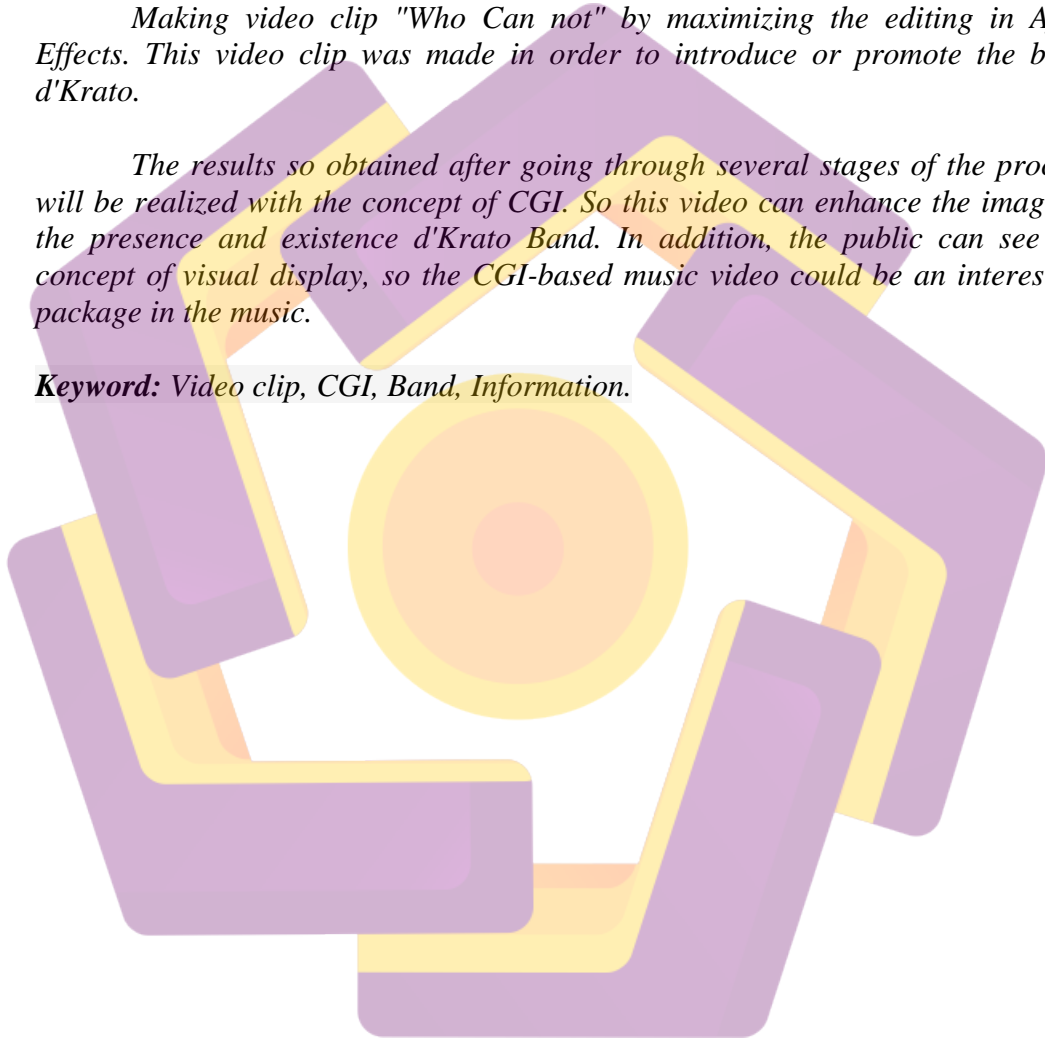 Making video clip "Who Can not" by maximizing the editing in
Effects. This video clip was made in order to introduce or promote the
d'Krato.
The results so obtained after going through several stages of the
will be realized with the concept of CGI. So this video can enhance the
the presence and existence d'Krato Band. In addition, the public can see
concept of visual display, so the CGI-based music video could be an
package in the music.
Keyword: Video clip, CGI, Band, Information.